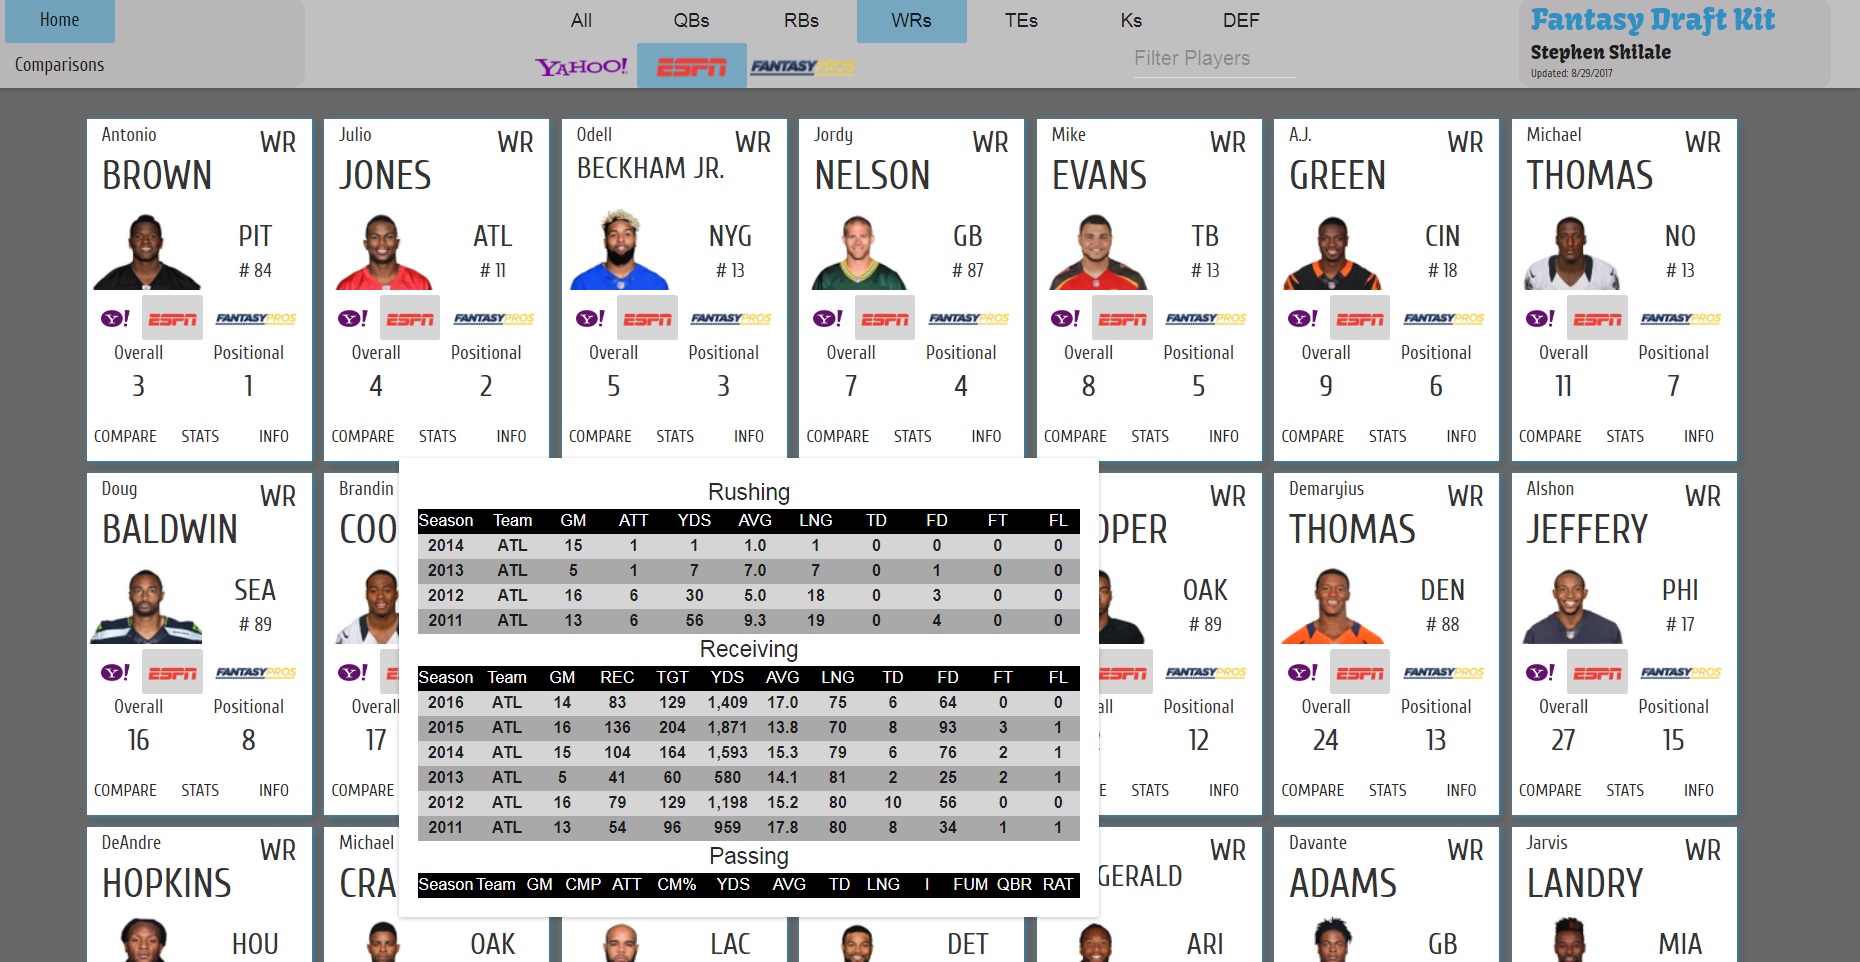 Home All QBs RBs WRs TEs Ks DEF Fantasy Draft Kit
Comparisons YAHOO! ESPN FANTASYPROS Filter Players Stephen Shilale
Updated: 8/29/2017
Antonio WR Julio WR Odell WR Jordy WR Mike WR A.J. WR Michael WR
BROWN JONES BECKHAM JR. NELSON EVANS GREEN THOMAS
PIT ATL NYG GB TB CIN NO
# 84 # 11 # 13 # 87 # 13 # 18 # 13
Y! ESPN FANTASYPROS Y! ESPN FANTASYPROS Y! ESPN FANTASYPROS Y! ESPN FANTASYPROS Y! ESPN FANTASYPROS Y! ESPN FANTASYPROS Y! ESPN FANTASYPROS
Overall Positional Overall Positional Overall Positional Overall Positional Overall Positional Overall Positional Overall Positional
3 1 4 2 5 3 7 4 8 5 9 6 11 7
COMPARE STATS INFO COMPARE STATS INFO COMPARE STATS INFO COMPARE STATS INFO COMPARE STATS INFO COMPARE STATS INFO COMPARE STATS INFO
Doug WR Brandin WR Demaryius WR Alshon WR
BALDWIN COO OPER THOMAS JEFFERY
SEA OAK DEN PHI
# 89 # 89 # 88 # 17
Y! ESPN FANTASYPROS Y! ESPN FANTASYPROS Y! ESPN FANTASYPROS Y! ESPN FANTASYPROS
Overall Positional Overall all Positional Overall Positional Overall Positional
16 8 17 12 24 13 27 15
COMPARE STATS INFO COMPARE E STATS INFO COMPARE STATS INFO COMPARE STATS INFO
Rushing
Season Team GM ATT YDS AVG LNG TD FD FT FL
2014 ATL 15 1 1 1.0 1 0 0 0 0
2013 ATL 5 1 7 7.0 7 0 1 0 0
2012 ATL 16 6 30 5.0 18 0 3 0 0
2011 ATL 13 6 56 9.3 19 0 4 0 0
Receiving
Season Team GM REC TGT YDS AVG LNG TD FD FT FL
2016 ATL 14 83 129 1,409 17.0 75 6 64 0 0
2015 ATL 16 136 204 1,871 13.8 70 8 93 3 1
2014 ATL 15 104 164 1,593 15.3 79 6 76 2 1
2013 ATL 5 41 60 580 14.1 81 2 25 2 1
2012 ATL 16 79 129 1,198 15.2 80 10 56 0 0
2011 ATL 13 54 96 959 17.8 80 8 34 1 1
Passing
Season Team GM CMP ATT CM% YDS AVG TD LNG I FUM QBR RAT
DeAndre WR Michael WR Davante WR Jarvis WR
HOPKINS CRA GERALD ADAMS LANDRY
HOU OAK LAC DET ARI GB MIA